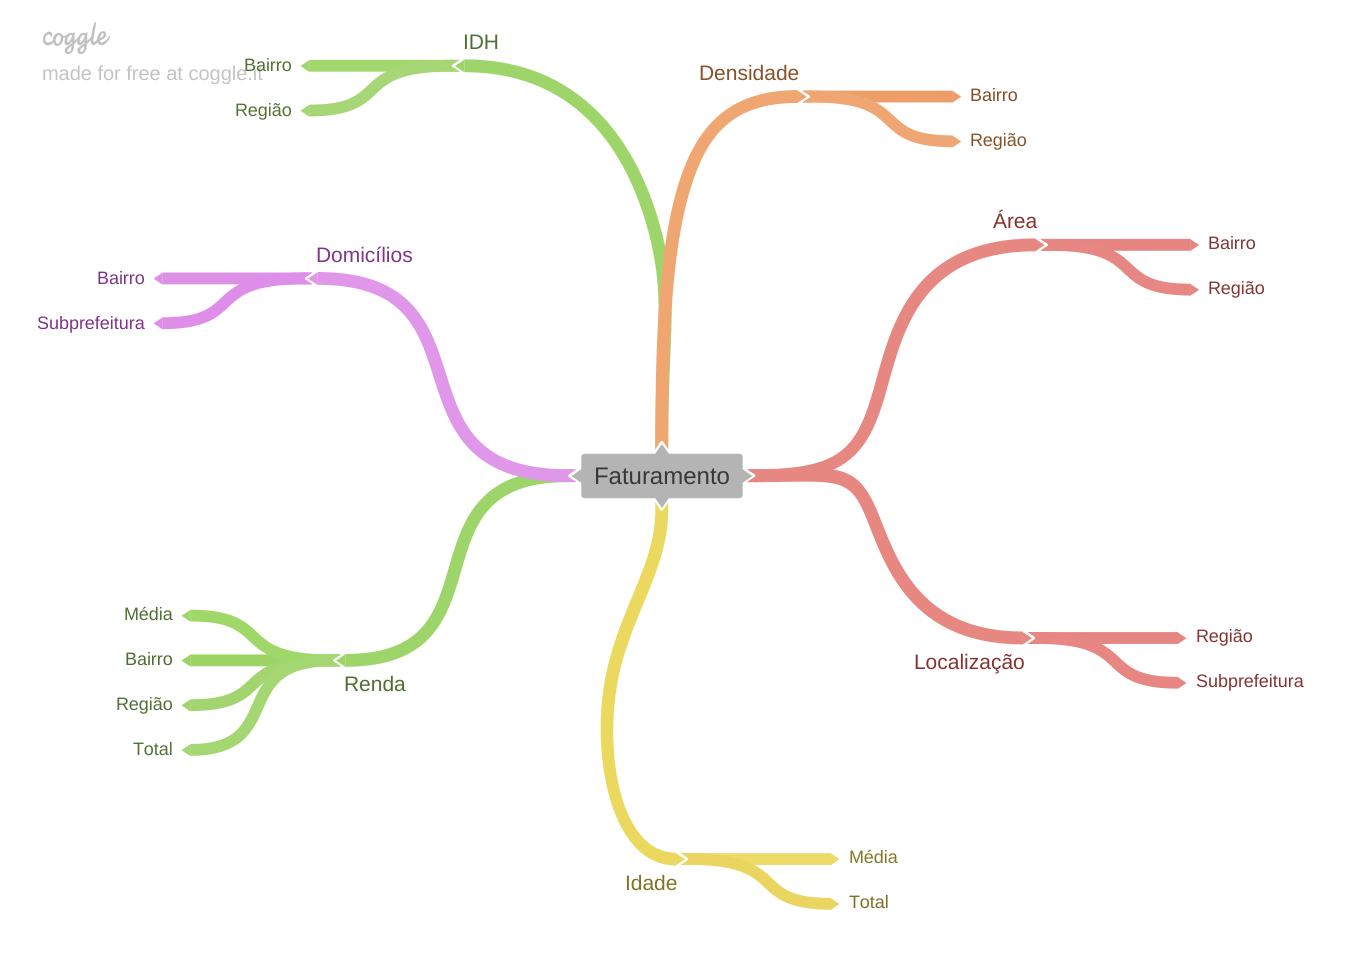 coggle
made for free at coggle.it
IDH
Bairro
Região
Densidade
Bairro
Região
Área
Bairro
Região
Domicílios
Bairro
Subprefeitura
Faturamento
Renda
Média
Bairro
Região
Total
Localização
Região
Subprefeitura
Idade
Média
Total